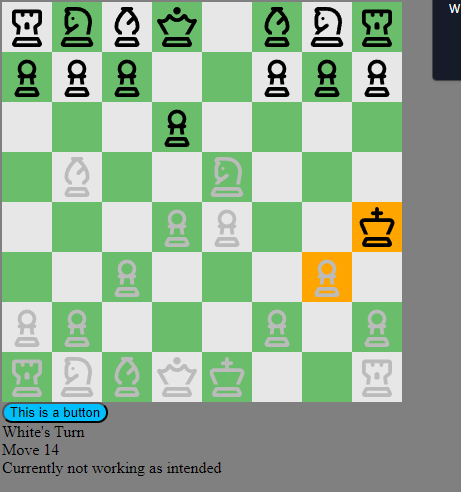 W
This is a button
White's Turn
Move 14
Currently not working as intended